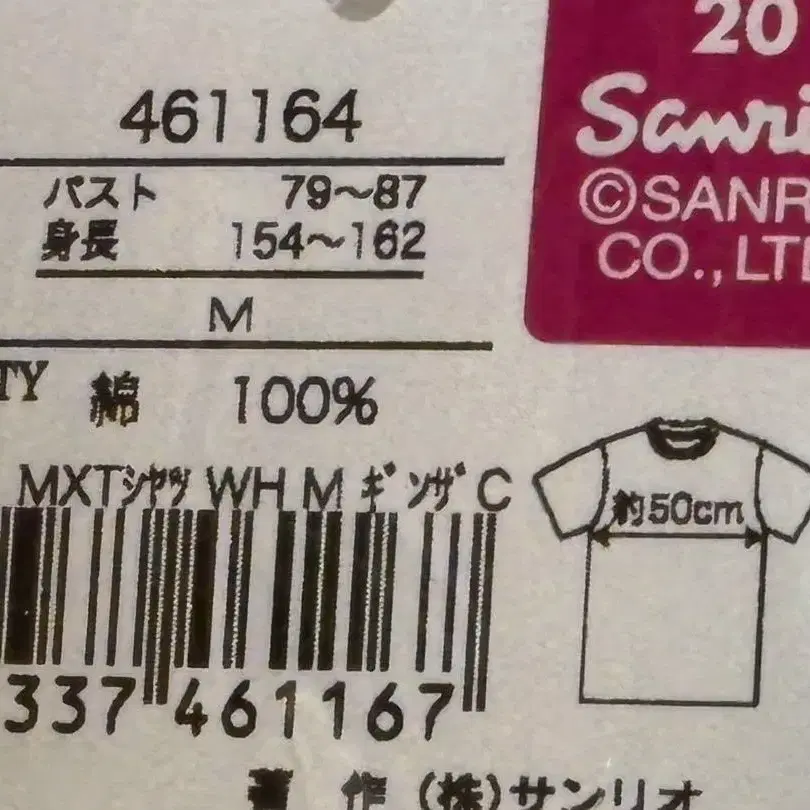 20
Sanri
©SANR
CO., LT
461164
バスト 79～87
身長 154～162
M
TY 綿 100%
約50cm
MXTｼｬﾂ WH M ｷﾞﾝｻﾞ C
337 461167
著作 (株)サンリオ